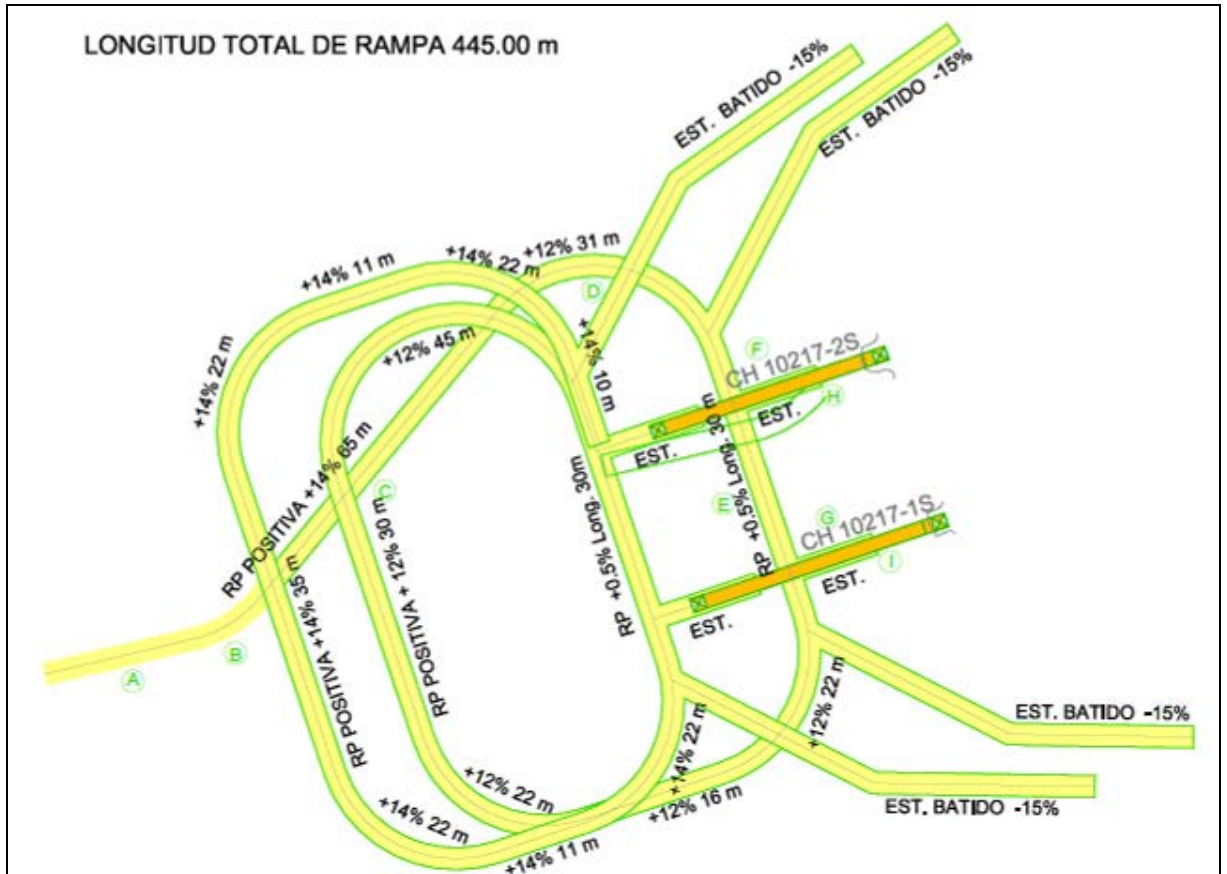 LONGITUD TOTAL DE RAMPA 445.00 m
EST. BATIDO -15%
EST. BATIDO -15%
+14% 11 m
+14% 22 m
+12% 31 m
D
+14% 22 m
+12% 45 m
+14% 10 m
F
CH 10217-2S
H
EST.
EST.
RP POSITIVA +14% 65 m
C
RP POSITIVA + 12% 30 m
RP +0.5% Long. 30m
E
RP +0.5% Long. 30 m
G
CH 10217-1S
I
EST.
EST.
RP POSITIVA +14% 35 m
B
A
+12% 22 m
EST. BATIDO -15%
+14% 22 m
+12% 22 m
+14% 22 m
+12% 16 m
EST. BATIDO -15%
+14% 11 m